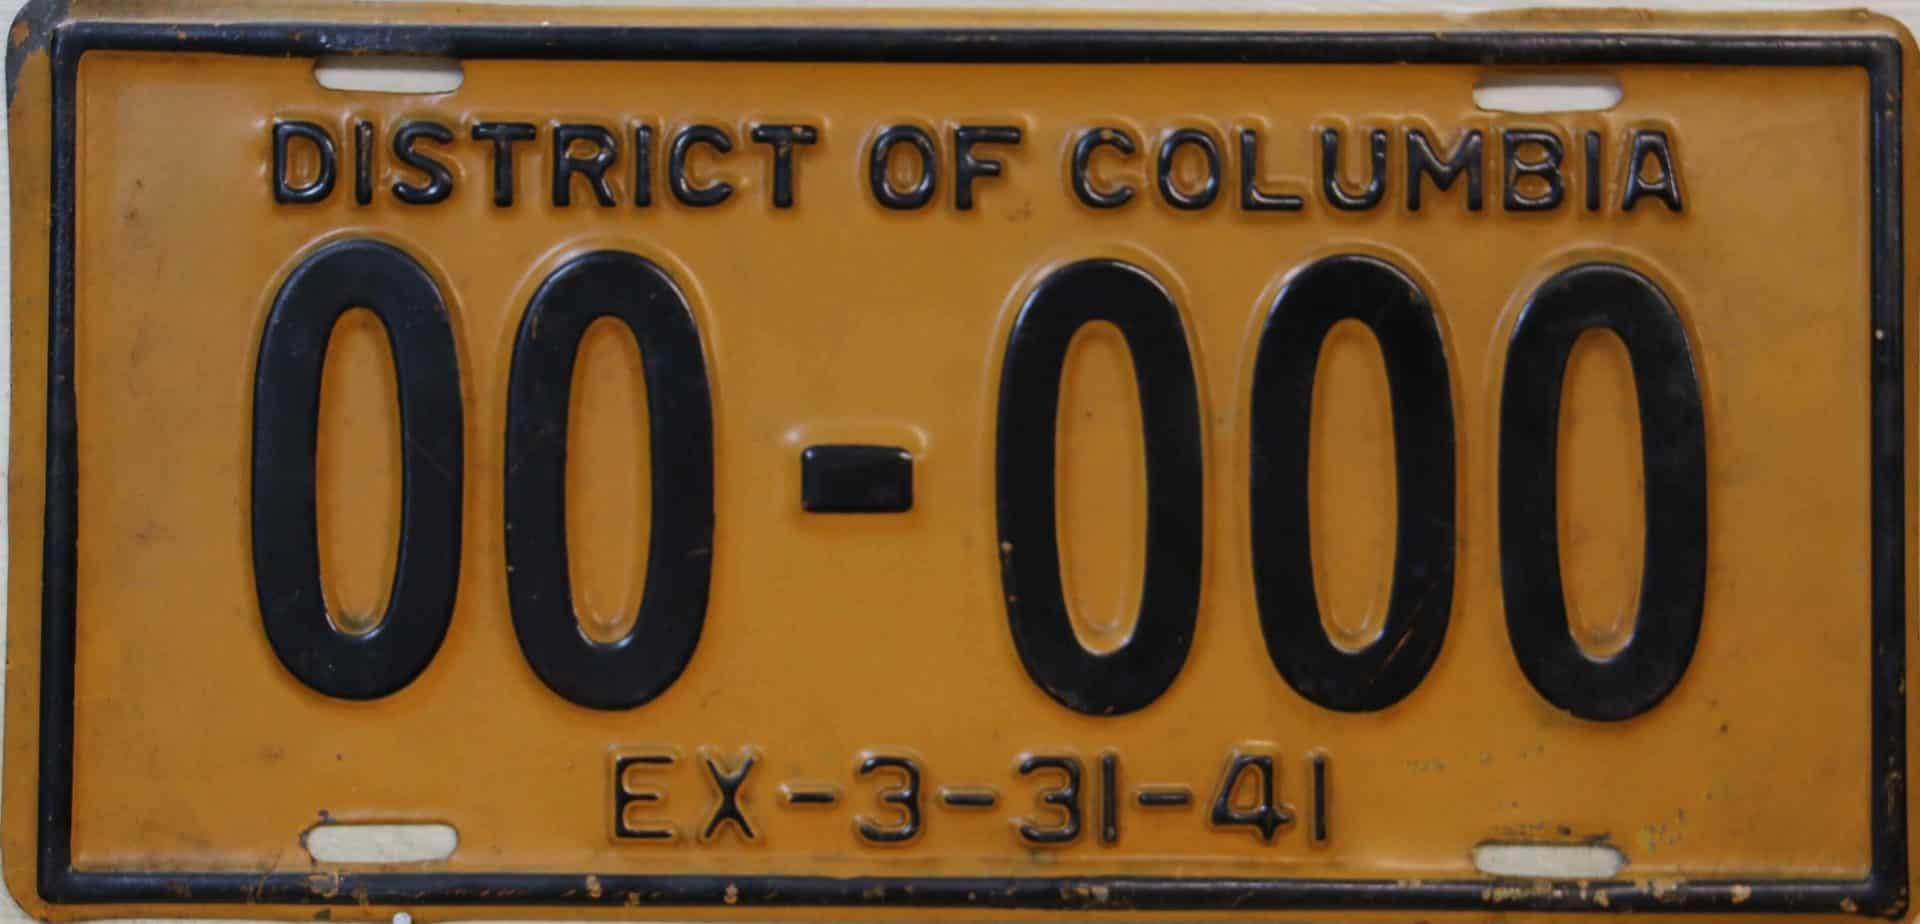 DISTRICT OF COLUMBIA
00-000
EX-3-31-41